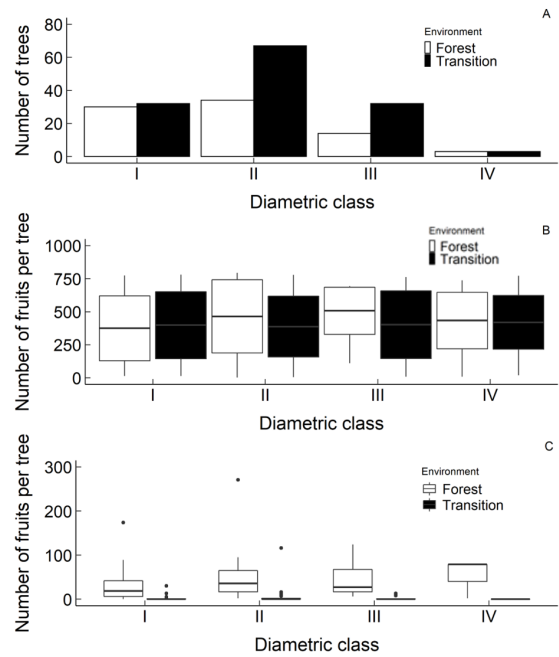 A
Environment
Forest
Transition
Number of trees
80
60
40
20
0
I II III IV
Diametric class
B
Environment
Forest
Transition
Number of fruits per tree
1000
750
500
250
0
I II III IV
Diametric class
C
Environment
Forest
Transition
Number of fruits per tree
300
200
100
0
I II III IV
Diametric class